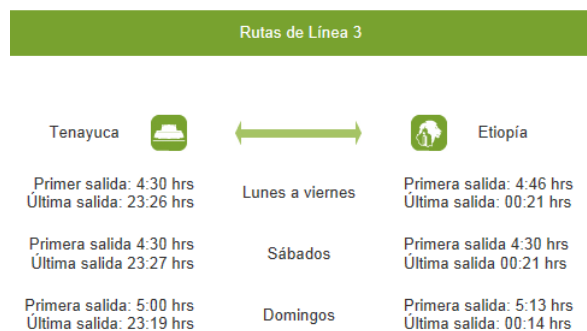 Rutas de Línea 3
Tenayuca
Etiopía
Primer salida: 4:30 hrs
Última salida: 23:26 hrs
Lunes a viernes
Primera salida: 4:46 hrs
Última salida: 00:21 hrs
Primera salida 4:30 hrs
Última salida 23:27 hrs
Sábados
Primera salida 4:30 hrs
Última salida 00:21 hrs
Primera salida: 5:00 hrs
Última salida: 23:19 hrs
Domingos
Primera salida: 5:13 hrs
Última salida: 00:14 hrs